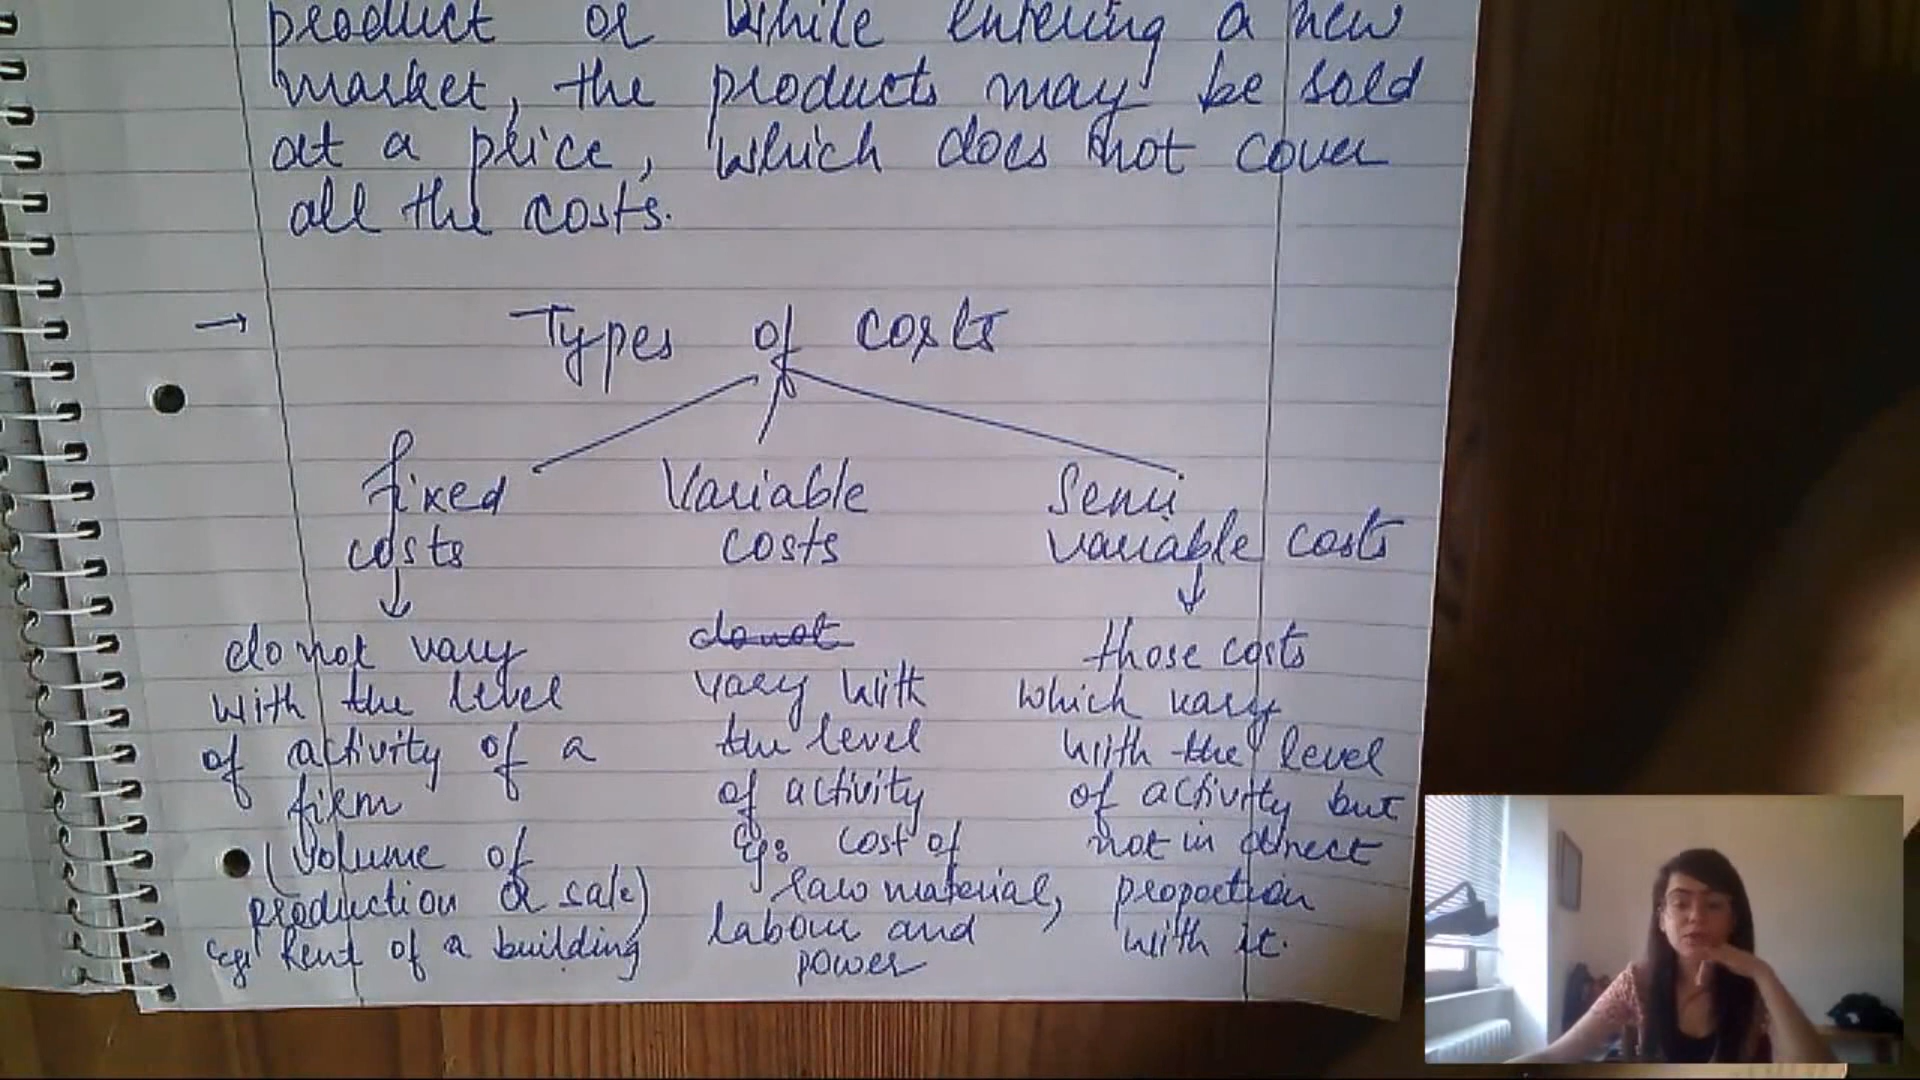 product or while entering a new
market, the products may be sold
at a price, which does not cover
all the costs.
→ Types of costs
fixed
costs
↓
do not vary
with the level
of activity of a
firm
(volume of
production or sale)
eg: Rent of a building
Variable
costs
do not
vary with
the level
of activity
Eg: cost of
raw material,
labour and
power
Semi
variable costs
↓
those costs
which vary
with the level
of activity but
not in direct
proportion
with it.